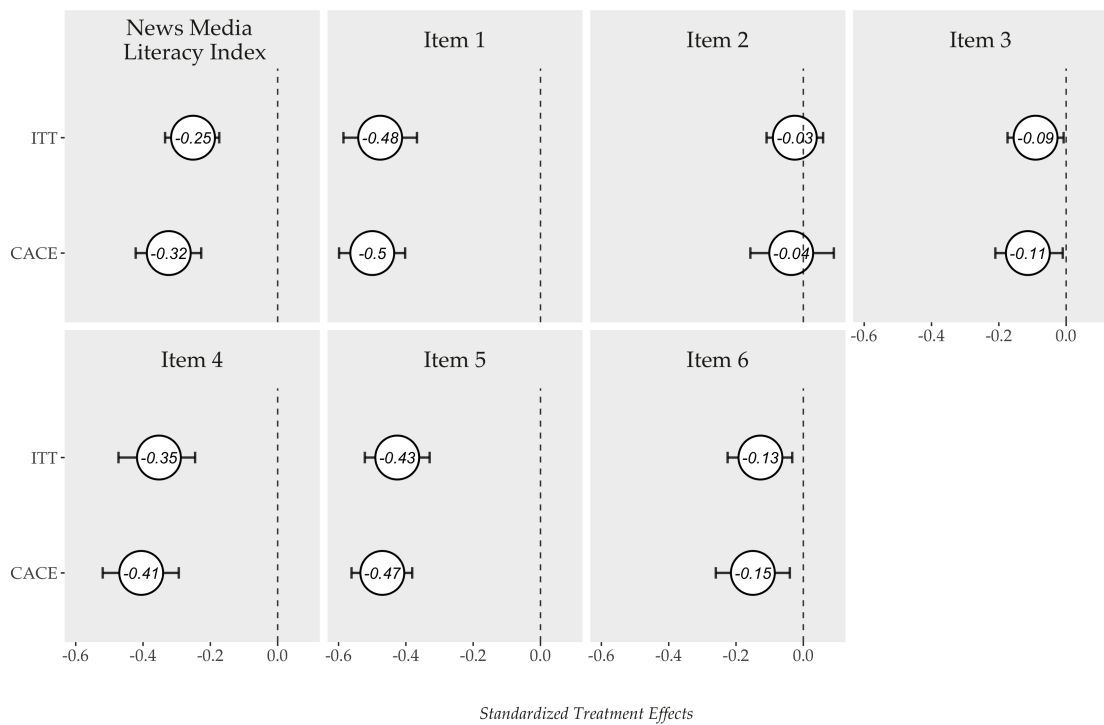 News Media
Literacy Index
Item 1
Item 2
Item 3
ITT
-0.25
-0.48
-0.03
-0.09
CACE
-0.32
-0.5
-0.04
-0.11
-0.6 -0.4 -0.2 0.0
Item 4
Item 5
Item 6
ITT
-0.35
-0.43
-0.13
CACE
-0.41
-0.47
-0.15
-0.6 -0.4 -0.2 0.0
-0.6 -0.4 -0.2 0.0
-0.6 -0.4 -0.2 0.0
Standardized Treatment Effects